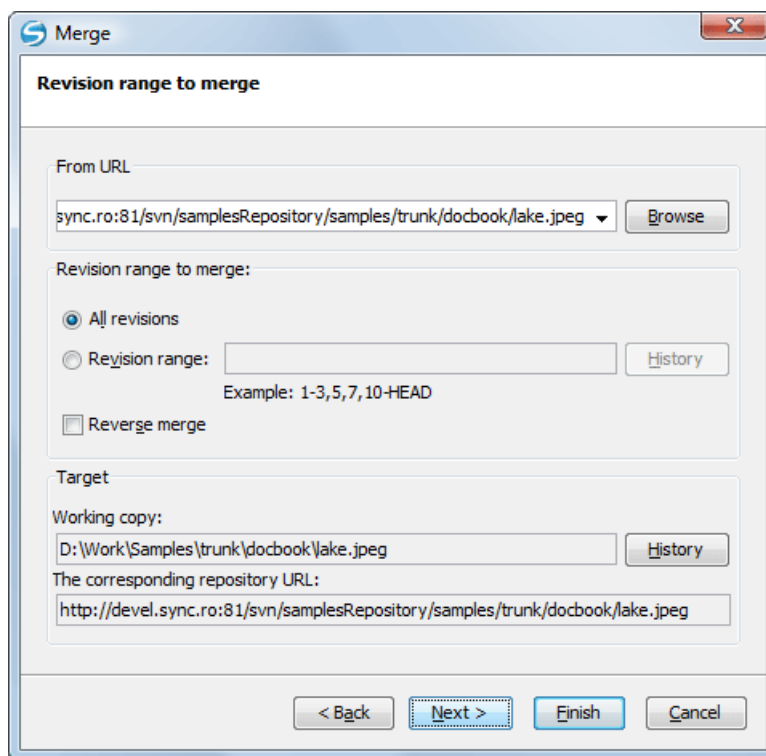 Merge
Revision range to merge
From URL
sync.ro:81/svn/samplesRepository/samples/trunk/docbook/lake.jpeg
Browse
Revision range to merge:
All revisions
Revision range:
History
Example: 1-3,5,7,10-HEAD
Reverse merge
Target
Working copy:
D:\Work\Samples\trunk\docbook\lake.jpeg
History
The corresponding repository URL:
http://devel.sync.ro:81/svn/samplesRepository/samples/trunk/docbook/lake.jpeg
< Back Next > Finish Cancel